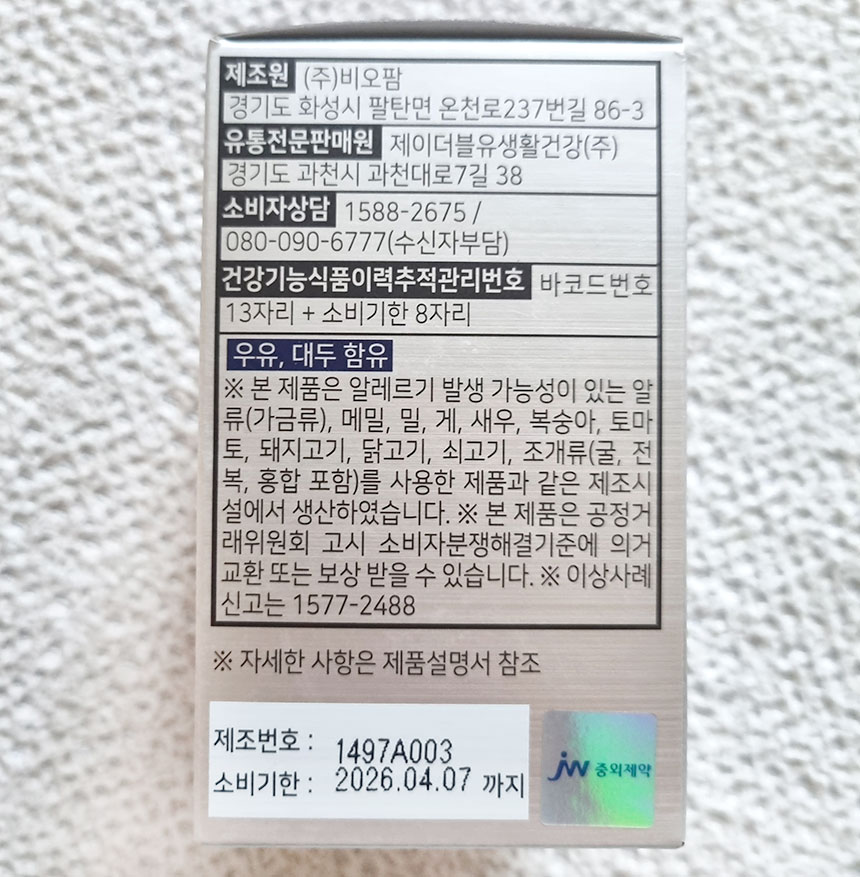 제조원 (주)비오팜
경기도 화성시 팔탄면 온천로237번길 86-3
유통전문판매원 제이더블유생활건강(주)
경기도 과천시 과천대로7길 38
소비자상담 1588-2675 /
080-090-6777(수신자부담)
건강기능식품이력추적관리번호 바코드번호
13자리 + 소비기한 8자리
우유, 대두 함유
※ 본 제품은 알레르기 발생 가능성이 있는 알
류(가금류), 메밀, 밀, 게, 새우, 복숭아, 토마
토, 돼지고기, 닭고기, 쇠고기, 조개류(굴, 전
복, 홍합 포함)를 사용한 제품과 같은 제조시
설에서 생산하였습니다. ※ 본 제품은 공정거
래위원회 고시 소비자분쟁해결기준에 의거
교환 또는 보상 받을 수 있습니다. ※ 이상사례
신고는 1577-2488
※ 자세한 사항은 제품설명서 참조
제조번호 : 1497A003
소비기한 : 2026.04.07 까지
jw 중외제약